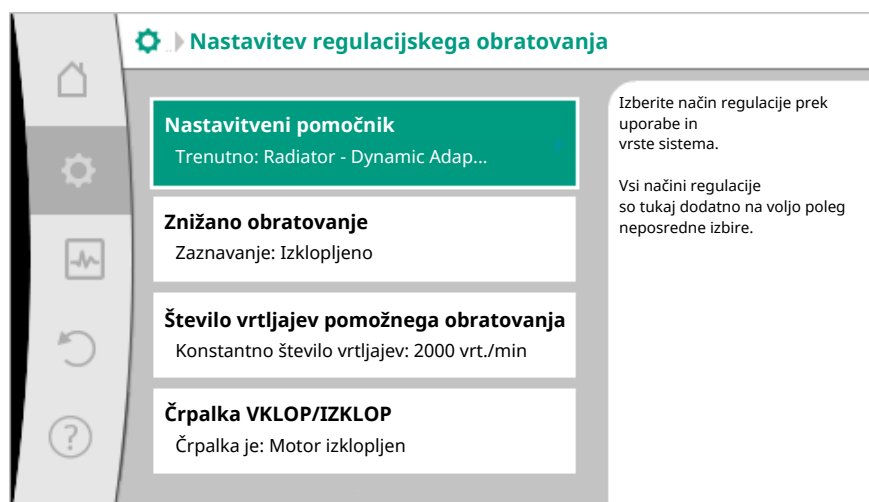 Nastavitev regulacijskega obratovanja
Nastavitveni pomočnik
Trenutno: Radiator - Dynamic Adap...
Znižano obratovanje
Zaznavanje: Izklopljeno
Število vrtljajev pomožnega obratovanja
Konstantno število vrtljajev: 2000 vrt./min
Črpalka VKLOP/IZKLOP
Črpalka je: Motor izklopljen
Izberite način regulacije prek
uporabe in
vrste sistema.
Vsi načini regulacije
so tukaj dodatno na voljo poleg
neposredne izbire.